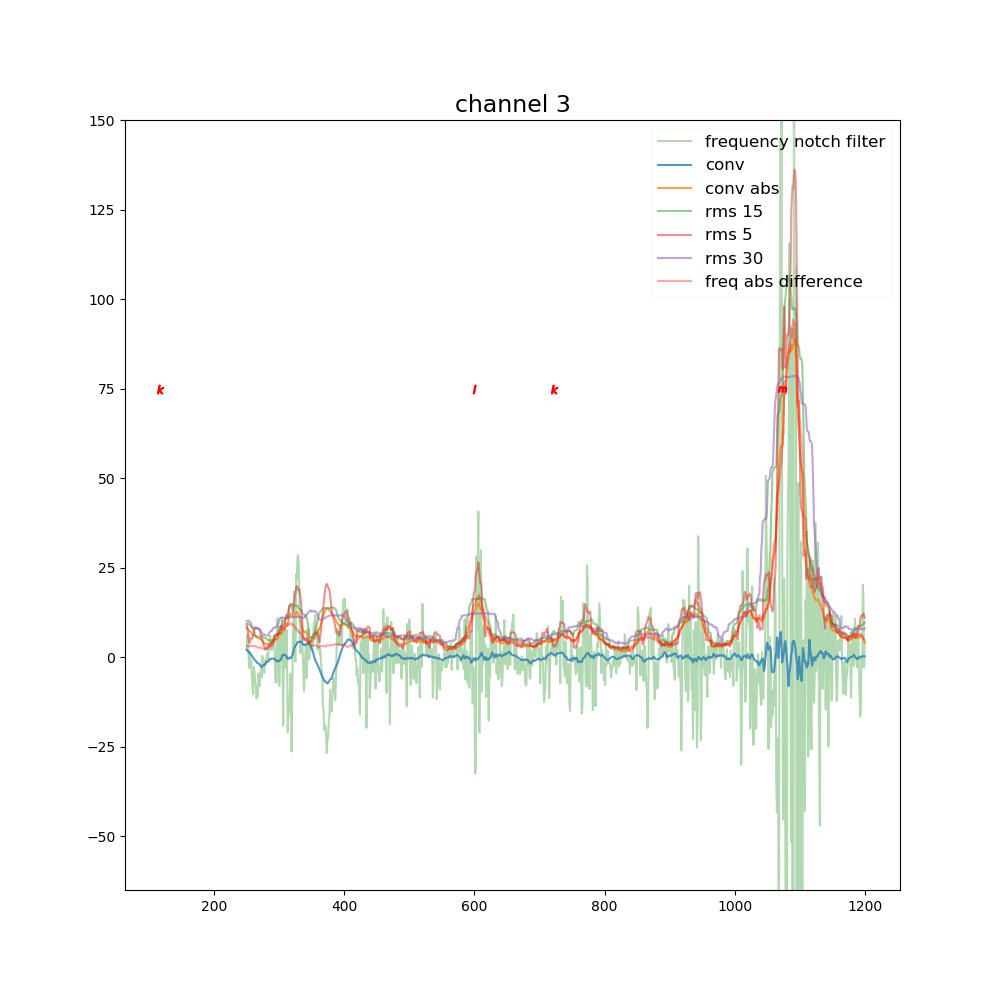 channel 3
150
125
100
75
50
25
0
−25
−50
frequency notch filter
conv
conv abs
rms 15
rms 5
rms 30
freq abs difference
k
l
k
m
200
400
600
800
1000
1200